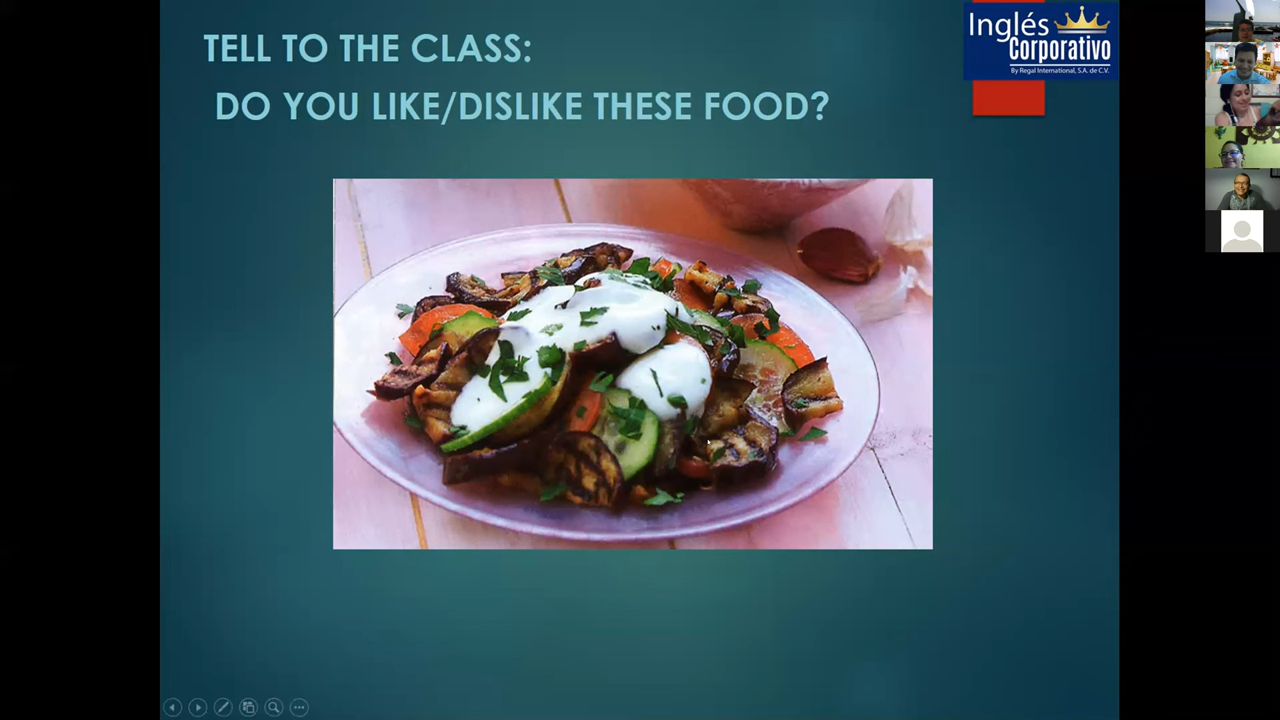 TELL TO THE CLASS:
DO YOU LIKE/DISLIKE THESE FOOD?
Inglés
Corporativo
By Regal International, S.A. de C.V.